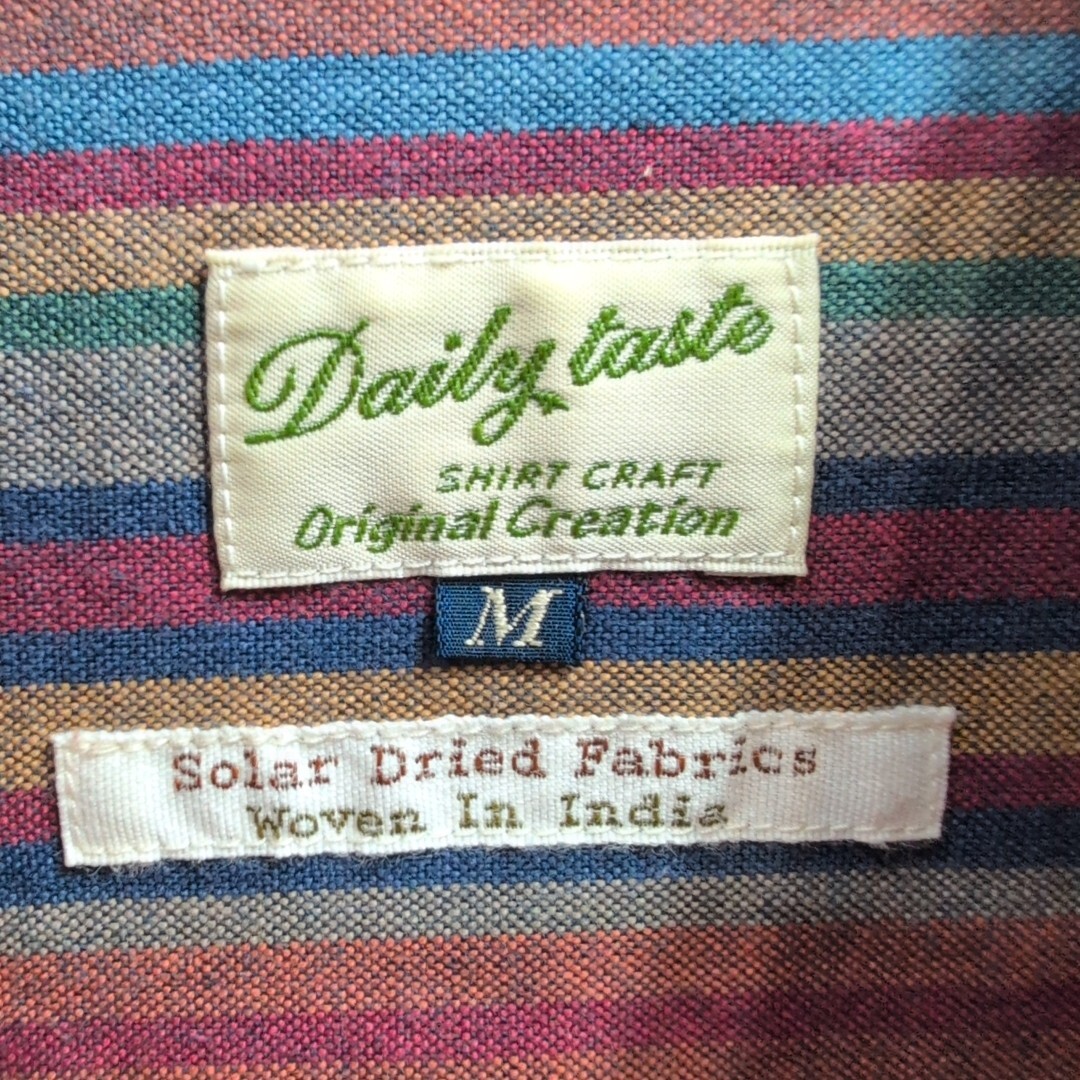 Daily taste
SHIRT CRAFT
Original Creation
M
Solar Dried Fabrics
Woven In India